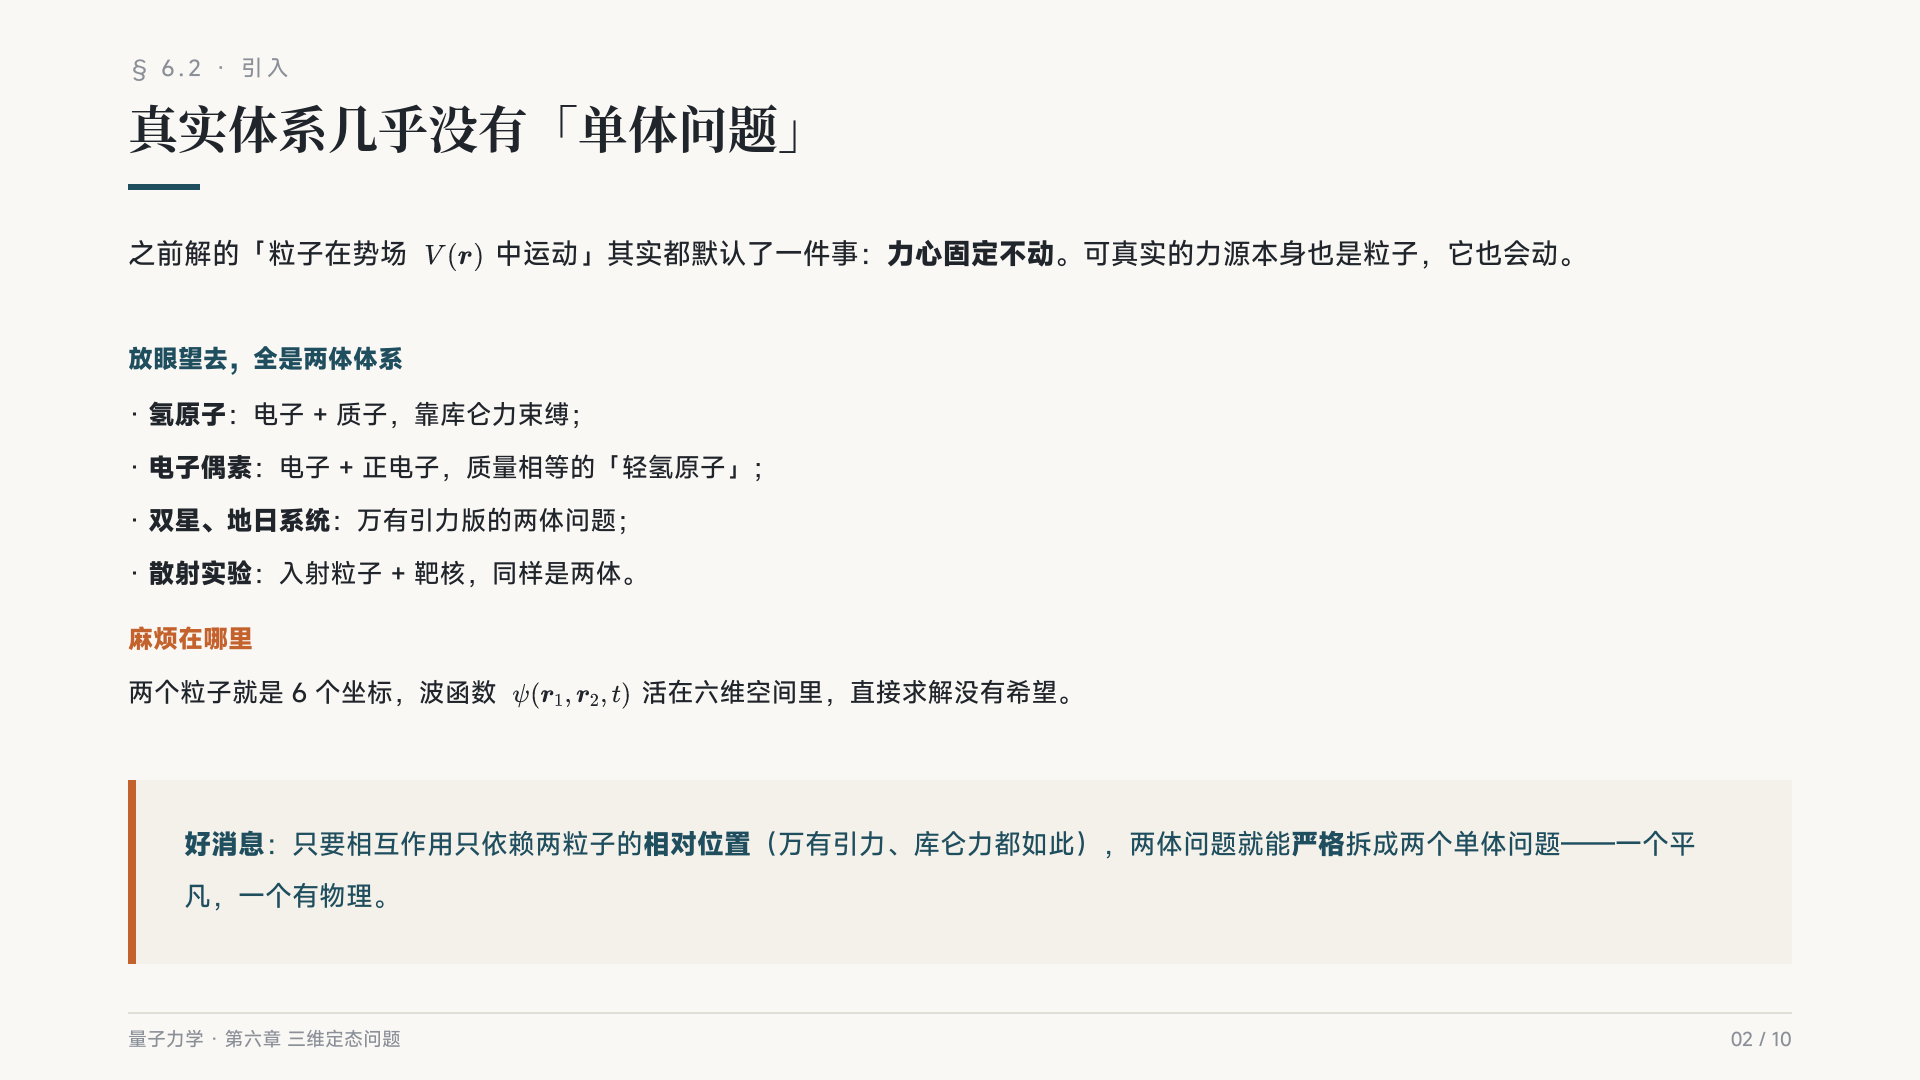 § 6.2 · 引入
真实体系几乎没有「单体问题」
之前解的「粒子在势场 V(r) 中运动」其实都默认了一件事：力心固定不动。可真实的力源本身也是粒子，它也会动。
放眼望去，全是两体体系
· 氢原子：电子 + 质子，靠库仑力束缚；
· 电子偶素：电子 + 正电子，质量相等的「轻氢原子」；
· 双星、地日系统：万有引力版的两体问题；
· 散射实验：入射粒子 + 靶核，同样是两体。
麻烦在哪里
两个粒子就是 6 个坐标，波函数 ψ(r₁, r₂, t) 活在六维空间里，直接求解没有希望。
好消息：只要相互作用只依赖两粒子的相对位置（万有引力、库仑力都如此），两体问题就能严格拆成两个单体问题——一个平
凡，一个有物理。
量子力学 · 第六章 三维定态问题
02 / 10